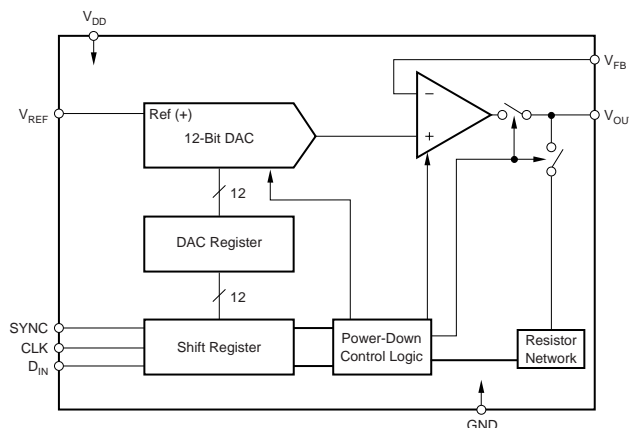 VDD
VFB
VREF
Ref (+)
12-Bit DAC
−
+
VOU
12
DAC Register
12
SYNC
CLK
DIN
Shift Register
Power-Down
Control Logic
Resistor
Network
GND